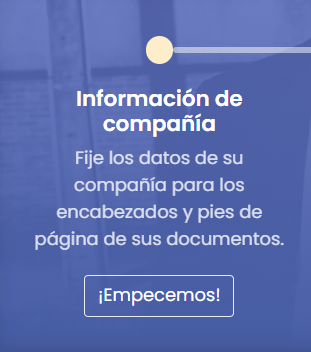 Información de
compañía
Fije los datos de su
compañía para los
encabezados y pies de
página de sus documentos.
¡Empecemos!